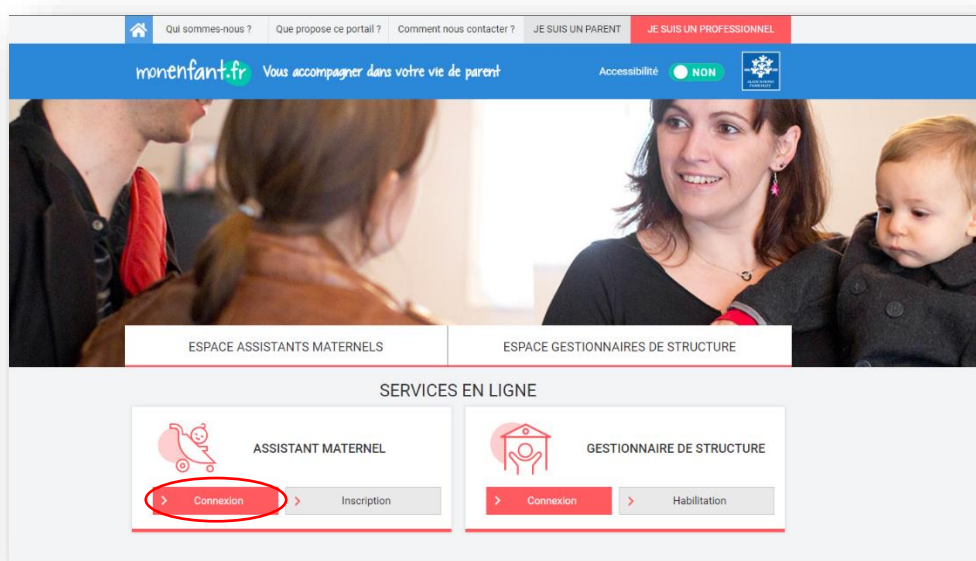 Qui sommes-nous ? Que propose ce portail ? Comment nous contacter ? JE SUIS UN PARENT JE SUIS UN PROFESSIONNEL
monenfant.fr Vous accompagner dans votre vie de parent Accessibilité NON
ALLOCATIONS FAMILIALES
ESPACE ASSISTANTS MATERNELS ESPACE GESTIONNAIRES DE STRUCTURE
SERVICES EN LIGNE
ASSISTANT MATERNEL
Connexion Inscription
GESTIONNAIRE DE STRUCTURE
Connexion Habilitation